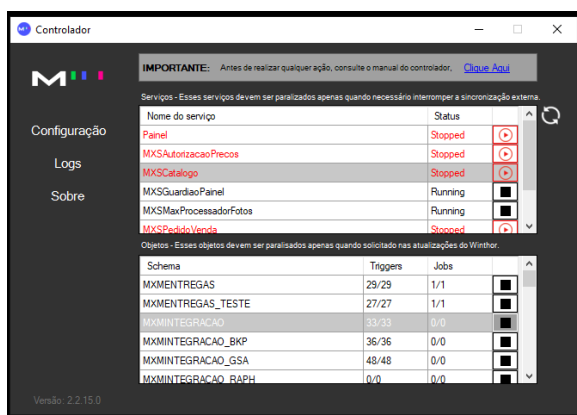 Controlador
M
IMPORTANTE: Antes de realizar qualquer ação, consulte o manual do controlador, Clique Aqui
Serviços - Esses serviços devem ser paralizados apenas quando necessário interromper a sincronização externa.
Configuração
Logs
Sobre
Nome do serviço Status
Painel Stopped
MXSAutorizacaoPrecos Stopped
MXSCatalogo Stopped
MXSGuardiaoPainel Running
MXSMaxProcessadorFotos Running
MXSPedidoVenda Stopped
Objetos - Esses objetos devem ser paralisados apenas quando solicitado nas atualizações do Winthor.
Schema Triggers Jobs
MXMENTREGAS 29/29 1/1
MXMENTREGAS_TESTE 27/27 1/1
MXMINTEGRACAO 33/33 0/0
MXMINTEGRACAO_BKP 36/36 0/0
MXMINTEGRACAO_GSA 48/48 0/0
MXMINTEGRACAO_RAPH 0/0 0/0
Versão: 2.2.15.0